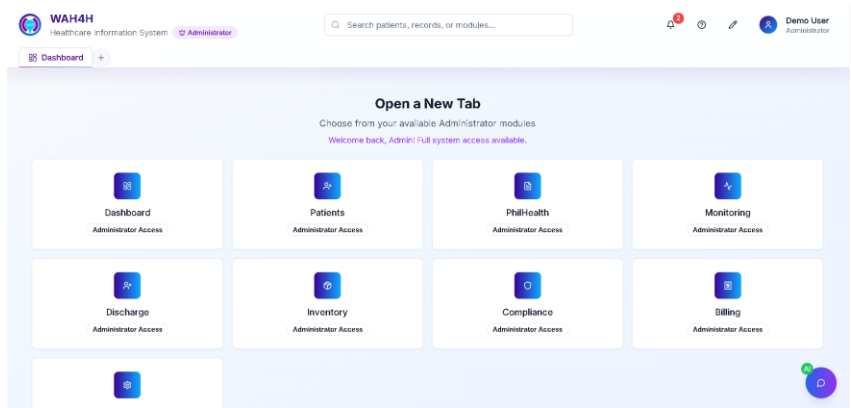 WAH4H
Healthcare Information System Administrator
Search patients, records, or modules...
2
Demo User
Administrator
Dashboard +
Open a New Tab
Choose from your available Administrator modules
Welcome back, Admin! Full system access available.
Dashboard
Administrator Access
Patients
Administrator Access
PhilHealth
Administrator Access
Monitoring
Administrator Access
Discharge
Administrator Access
Inventory
Administrator Access
Compliance
Administrator Access
Billing
Administrator Access
AI